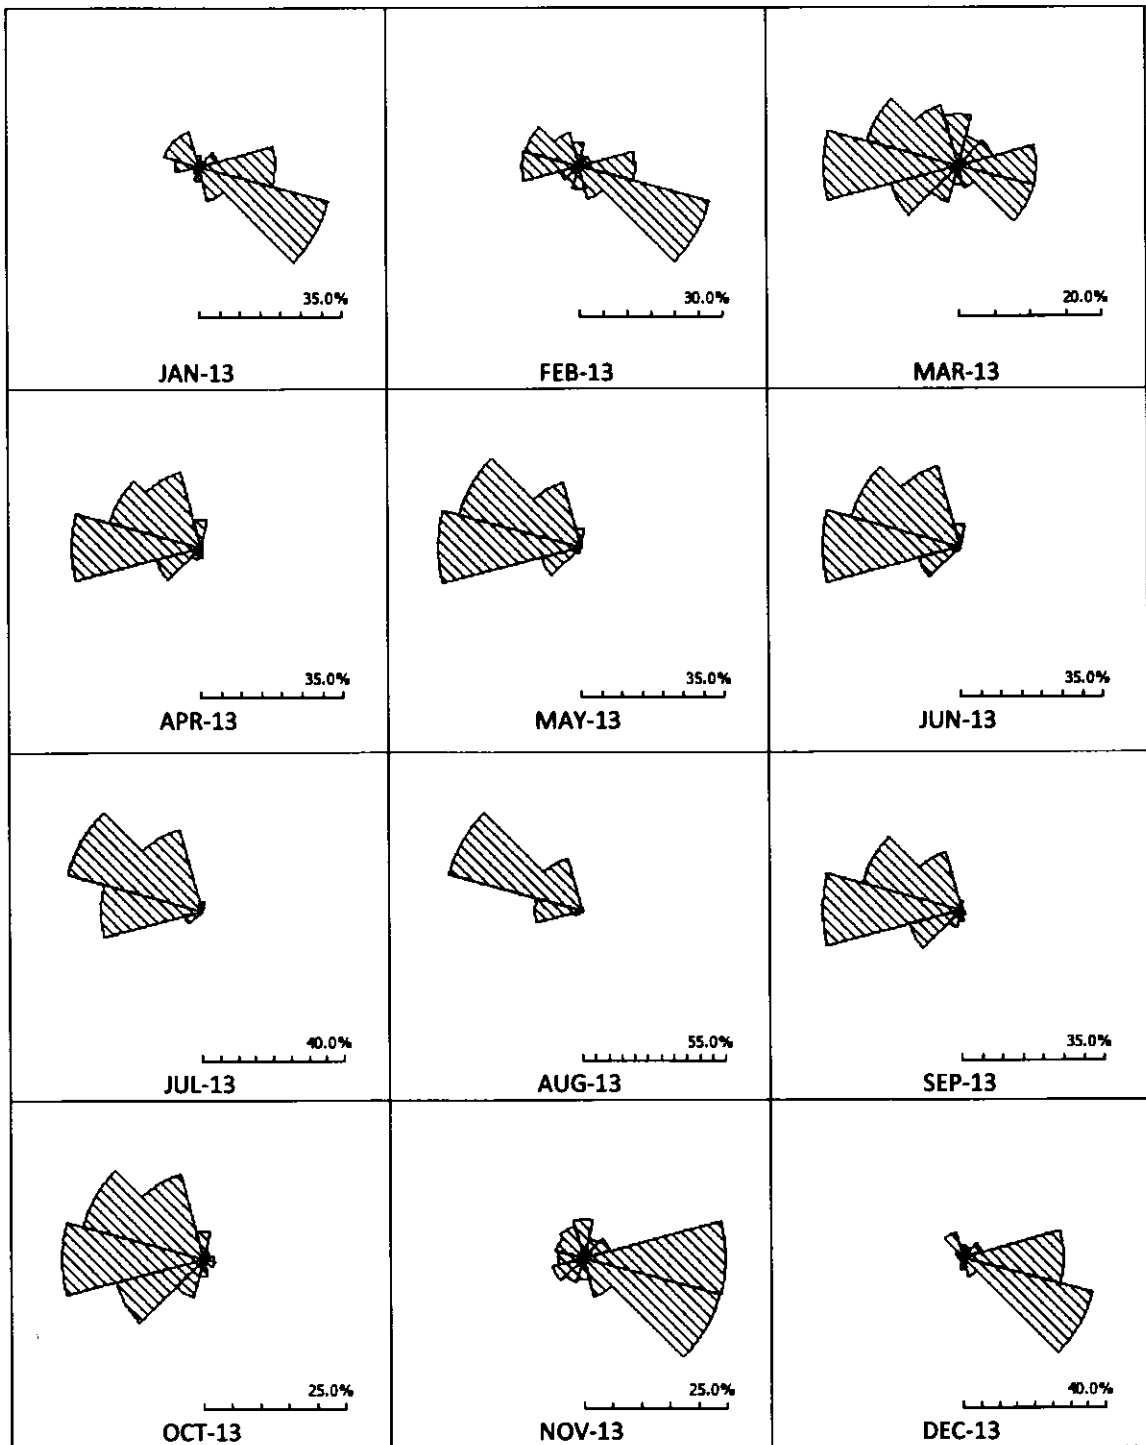 35.0% 30.0% 20.0%
JAN-13 FEB-13 MAR-13
35.0% 35.0% 35.0%
APR-13 MAY-13 JUN-13
40.0% 55.0% 35.0%
JUL-13 AUG-13 SEP-13
25.0% 25.0% 40.0%
OCT-13 NOV-13 DEC-13